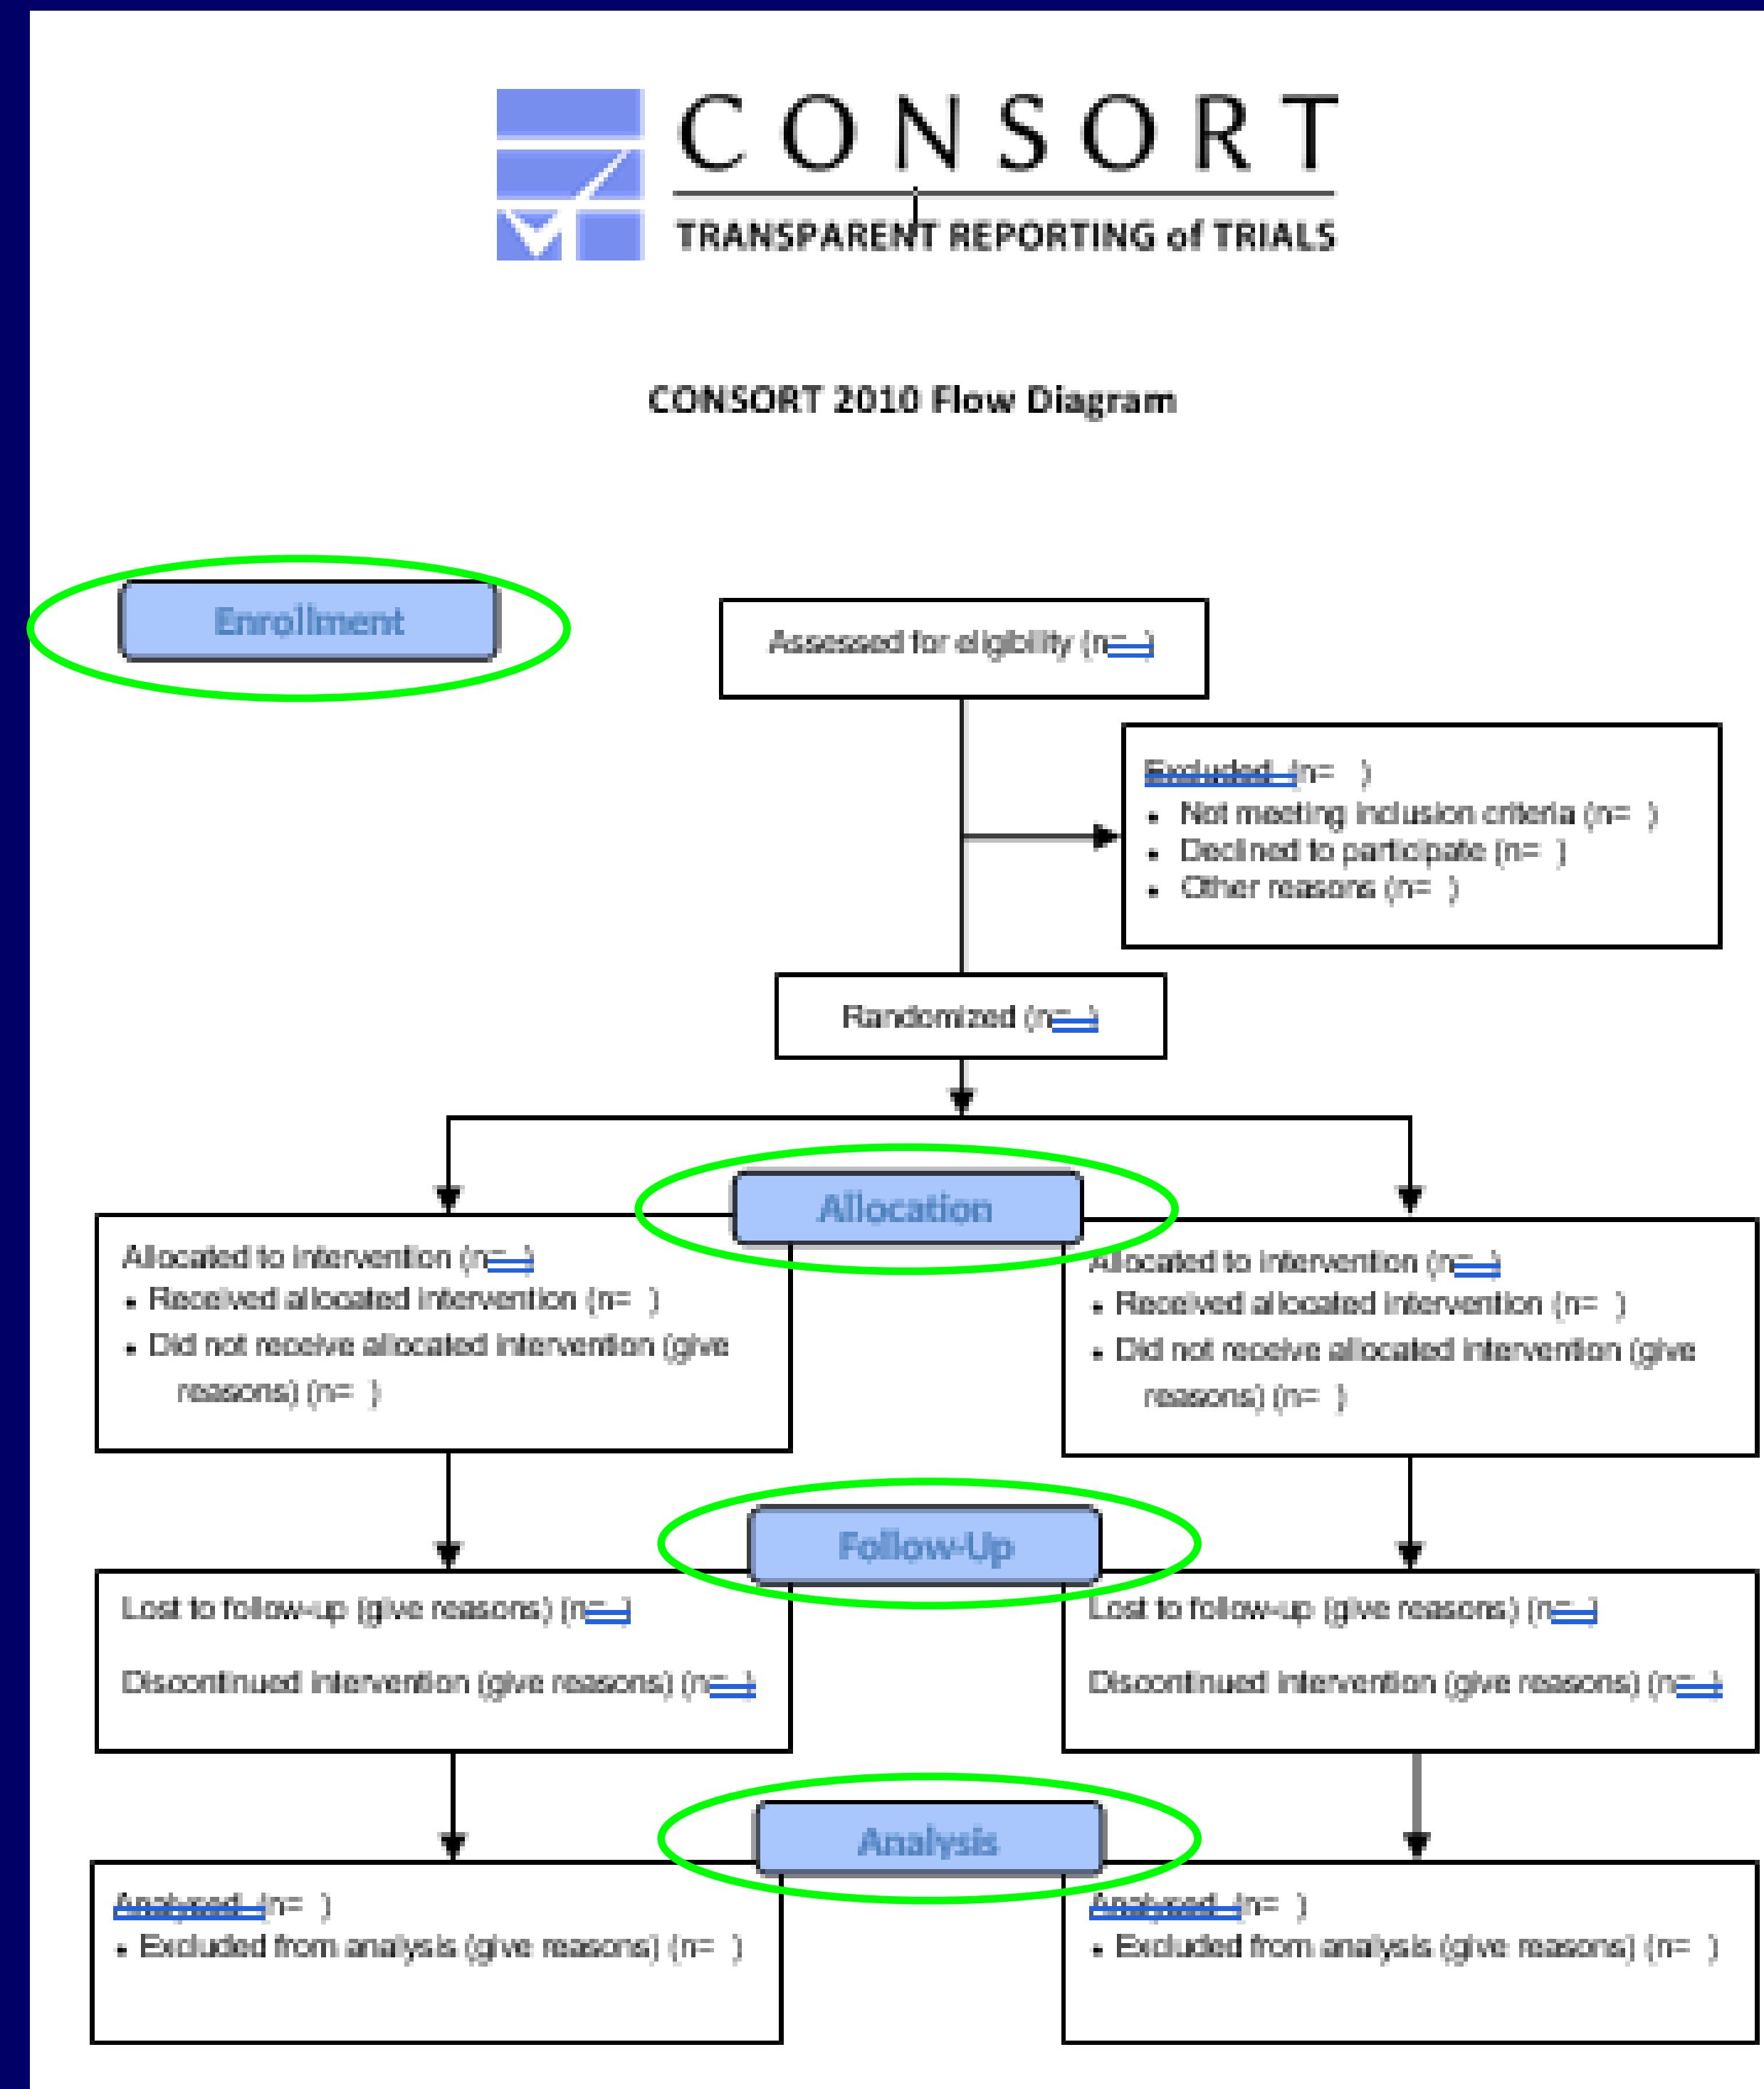 CONSORT
TRANSPARENT REPORTING of TRIALS
CONSORT 2010 Flow Diagram
Enrollment
Assessed for eligibility (n= )
Excluded (n= )
• Not meeting inclusion criteria (n= )
• Declined to participate (n= )
• Other reasons (n= )
Randomized (n= )
Allocation
Allocated to intervention (n= )
• Received allocated intervention (n= )
• Did not receive allocated intervention (give
reasons) (n= )
Allocated to intervention (n= )
• Received allocated intervention (n= )
• Did not receive allocated intervention (give
reasons) (n= )
Follow-Up
Lost to follow-up (give reasons) (n= )
Discontinued intervention (give reasons) (n= )
Lost to follow-up (give reasons) (n= )
Discontinued intervention (give reasons) (n= )
Analysis
Analysed (n= )
• Excluded from analysis (give reasons) (n= )
Analysed (n= )
• Excluded from analysis (give reasons) (n= )